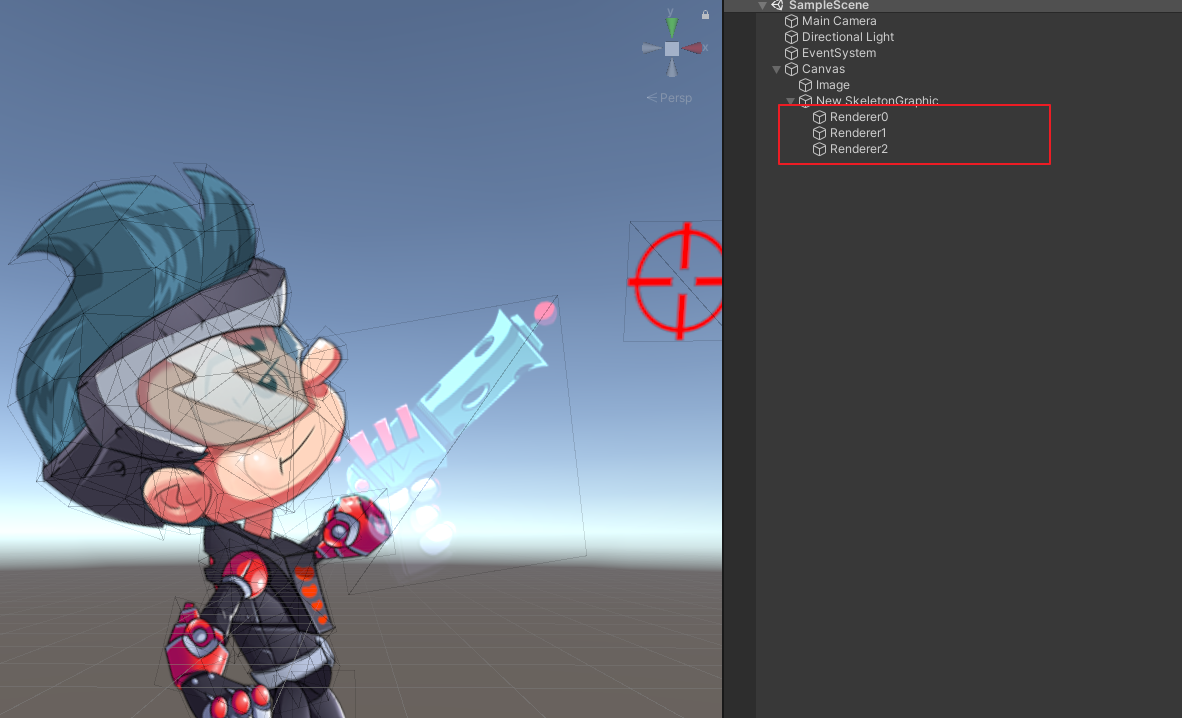 y
x
Persp
SampleScene
Main Camera
Directional Light
EventSystem
Canvas
Image
New SkeletonGraphic
Renderer0
Renderer1
Renderer2